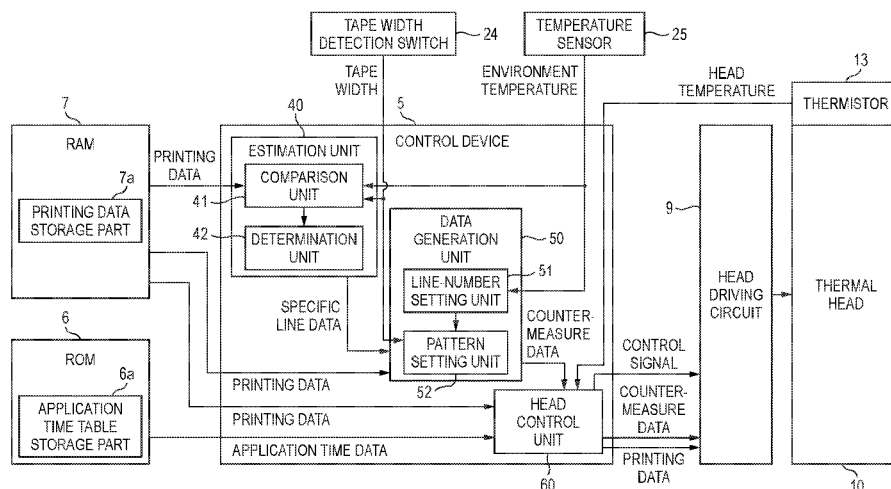 TAPE WIDTH
DETECTION SWITCH
24
TEMPERATURE
SENSOR
25
TAPE
WIDTH
ENVIRONMENT
TEMPERATURE
HEAD
TEMPERATURE
13
THERMISTOR
7
RAM
7a
PRINTING DATA
STORAGE PART
PRINTING
DATA
40
5
CONTROL DEVICE
ESTIMATION UNIT
COMPARISON
UNIT
41
42
DETERMINATION
UNIT
DATA
GENERATION
UNIT
50
51
LINE-NUMBER
SETTING UNIT
PATTERN
SETTING UNIT
52
SPECIFIC
LINE DATA
COUNTER-
MEASURE
DATA
9
HEAD
DRIVING
CIRCUIT
THERMAL
HEAD
10
6
ROM
6a
APPLICATION
TIME TABLE
STORAGE PART
PRINTING DATA
PRINTING DATA
APPLICATION TIME DATA
HEAD
CONTROL
UNIT
60
CONTROL
SIGNAL
COUNTER-
MEASURE
DATA
PRINTING
DATA